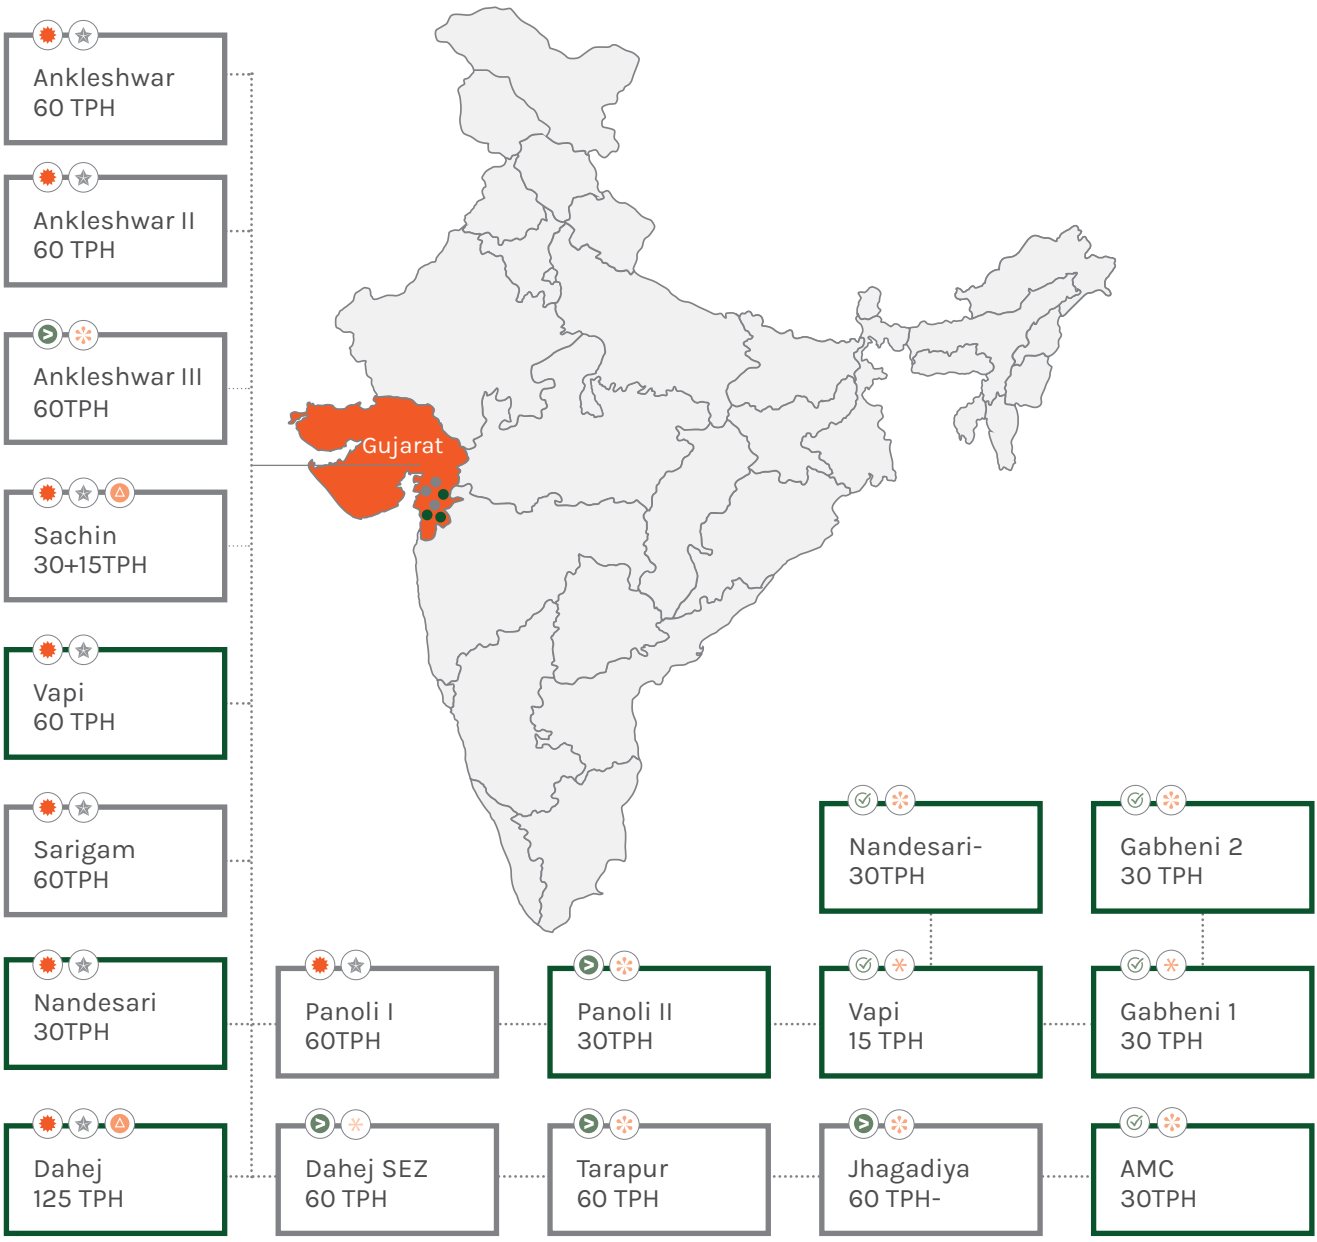 Ankleshwar
60 TPH
Ankleshwar II
60 TPH
Ankleshwar III
60TPH
Gujarat
Sachin
30+15TPH
Vapi
60 TPH
Sarigam
60TPH
Nandesari-
30TPH
Gabheni 2
30 TPH
Nandesari
30TPH
Panoli I
60TPH
Panoli II
30TPH
Vapi
15 TPH
Gabheni 1
30 TPH
Dahej
125 TPH
Dahej SEZ
60 TPH
Tarapur
60 TPH
Jhagadiya
60 TPH-
AMC
30TPH